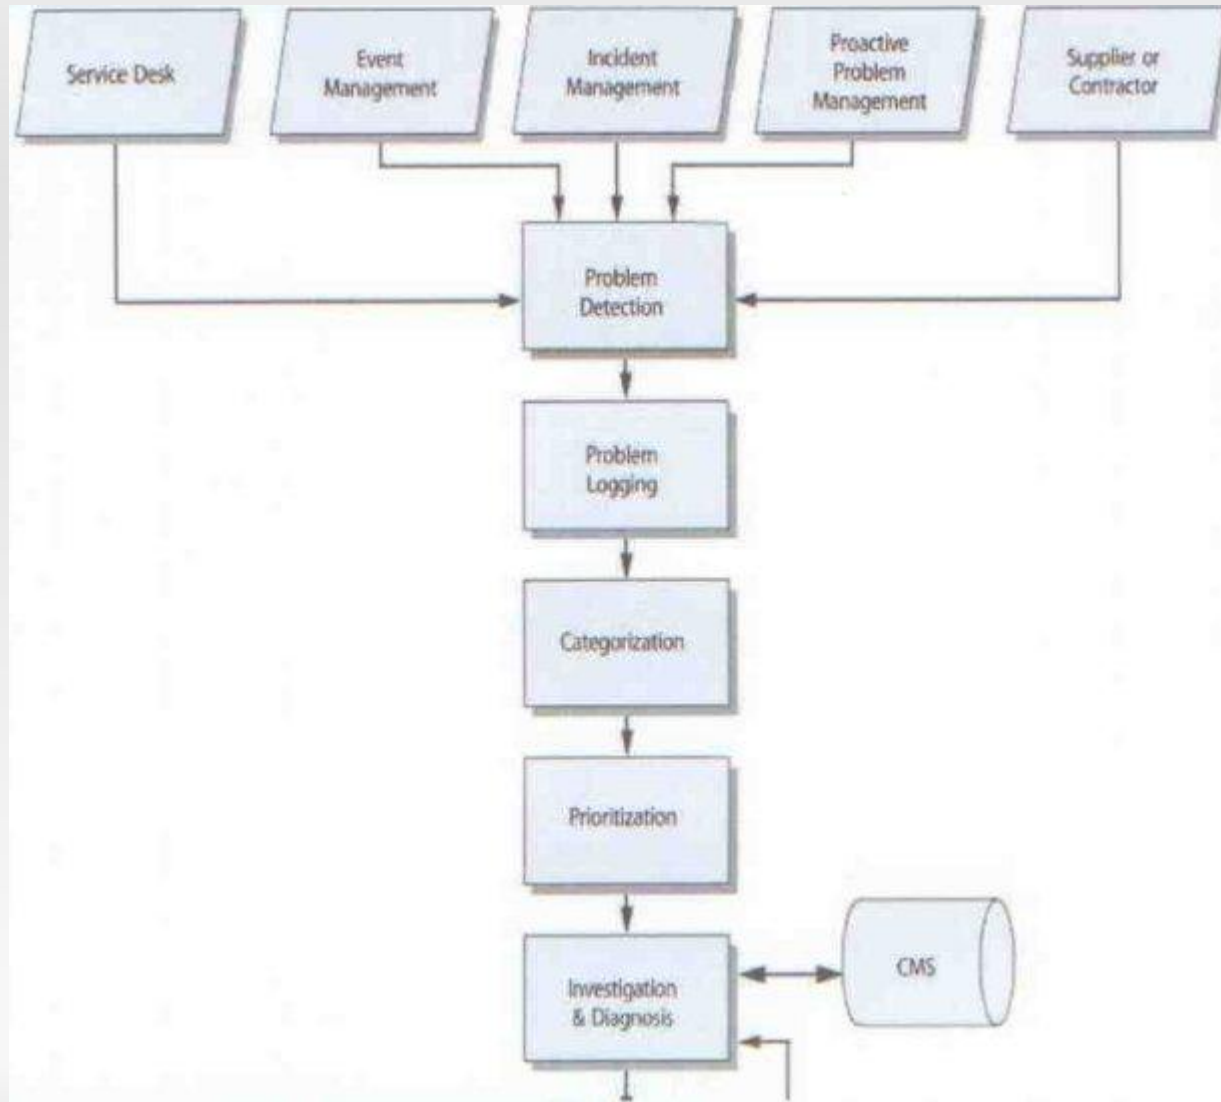 Service Desk
Event
Management
Incident
Management
Proactive
Problem
Management
Supplier or
Contractor
Problem
Detection
Problem
Logging
Categorization
Prioritization
Investigation
& Diagnosis
CMS